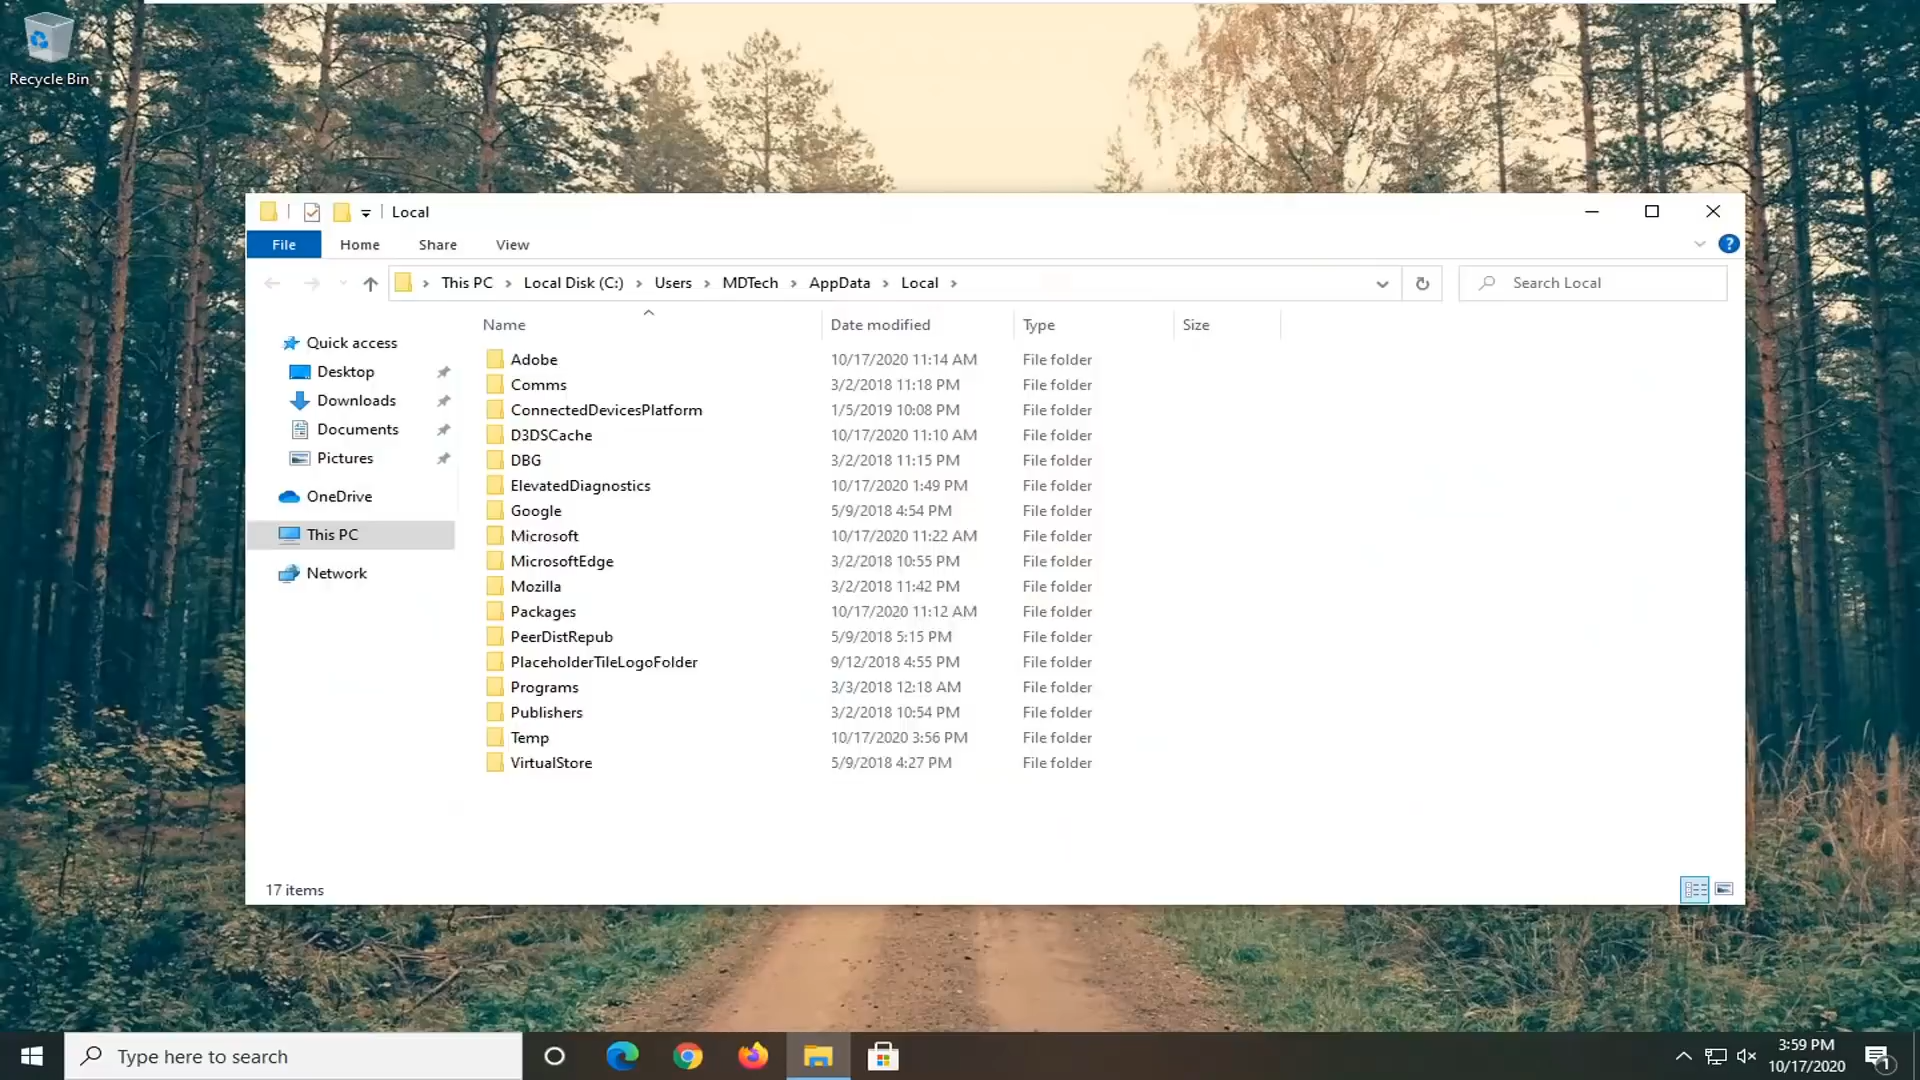 Recycle Bin
Local
File Home Share View
?
This PC Local Disk (C:) Users MDTech AppData Local
Search Local
Name Date modified Type Size
Quick access
Desktop
Downloads
Documents
Pictures
OneDrive
This PC
Network
Adobe 10/17/2020 11:14 AM File folder
Comms 3/2/2018 11:18 PM File folder
ConnectedDevicesPlatform 1/5/2019 10:08 PM File folder
D3DSCache 10/17/2020 11:10 AM File folder
DBG 3/2/2018 11:15 PM File folder
ElevatedDiagnostics 10/17/2020 1:49 PM File folder
Google 5/9/2018 4:54 PM File folder
Microsoft 10/17/2020 11:22 AM File folder
MicrosoftEdge 3/2/2018 10:55 PM File folder
Mozilla 3/2/2018 11:42 PM File folder
Packages 10/17/2020 11:12 AM File folder
PeerDistRepub 5/9/2018 5:15 PM File folder
PlaceholderTileLogoFolder 9/12/2018 4:55 PM File folder
Programs 3/3/2018 12:18 AM File folder
Publishers 3/2/2018 10:54 PM File folder
Temp 10/17/2020 3:56 PM File folder
VirtualStore 5/9/2018 4:27 PM File folder
17 items
Type here to search
3:59 PM
10/17/2020
1